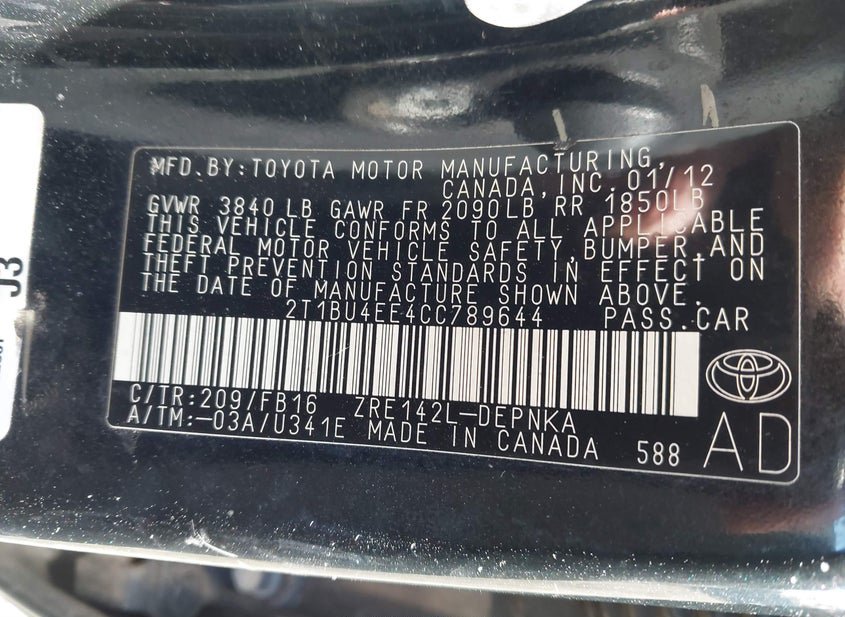 MFD.BY:TOYOTA MOTOR MANUFACTURING,
CANADA,INC.01/12
GVWR 3840 LB GAWR FR 2090LB RR 1850LB
THIS VEHICLE CONFORMS TO ALL APPLICABLE
FEDERAL MOTOR VEHICLE SAFETY,BUMPER,AND
THEFT PREVENTION STANDARDS IN EFFECT ON
THE DATE OF MANUFACTURE SHOWN ABOVE.
2T1BU4EE4CC789644 PASS.CAR
C/TR:209/FB16 ZRE142L-DEPNKA
A/TM:-03A/U341E MADE IN CANADA 588
AD
J3